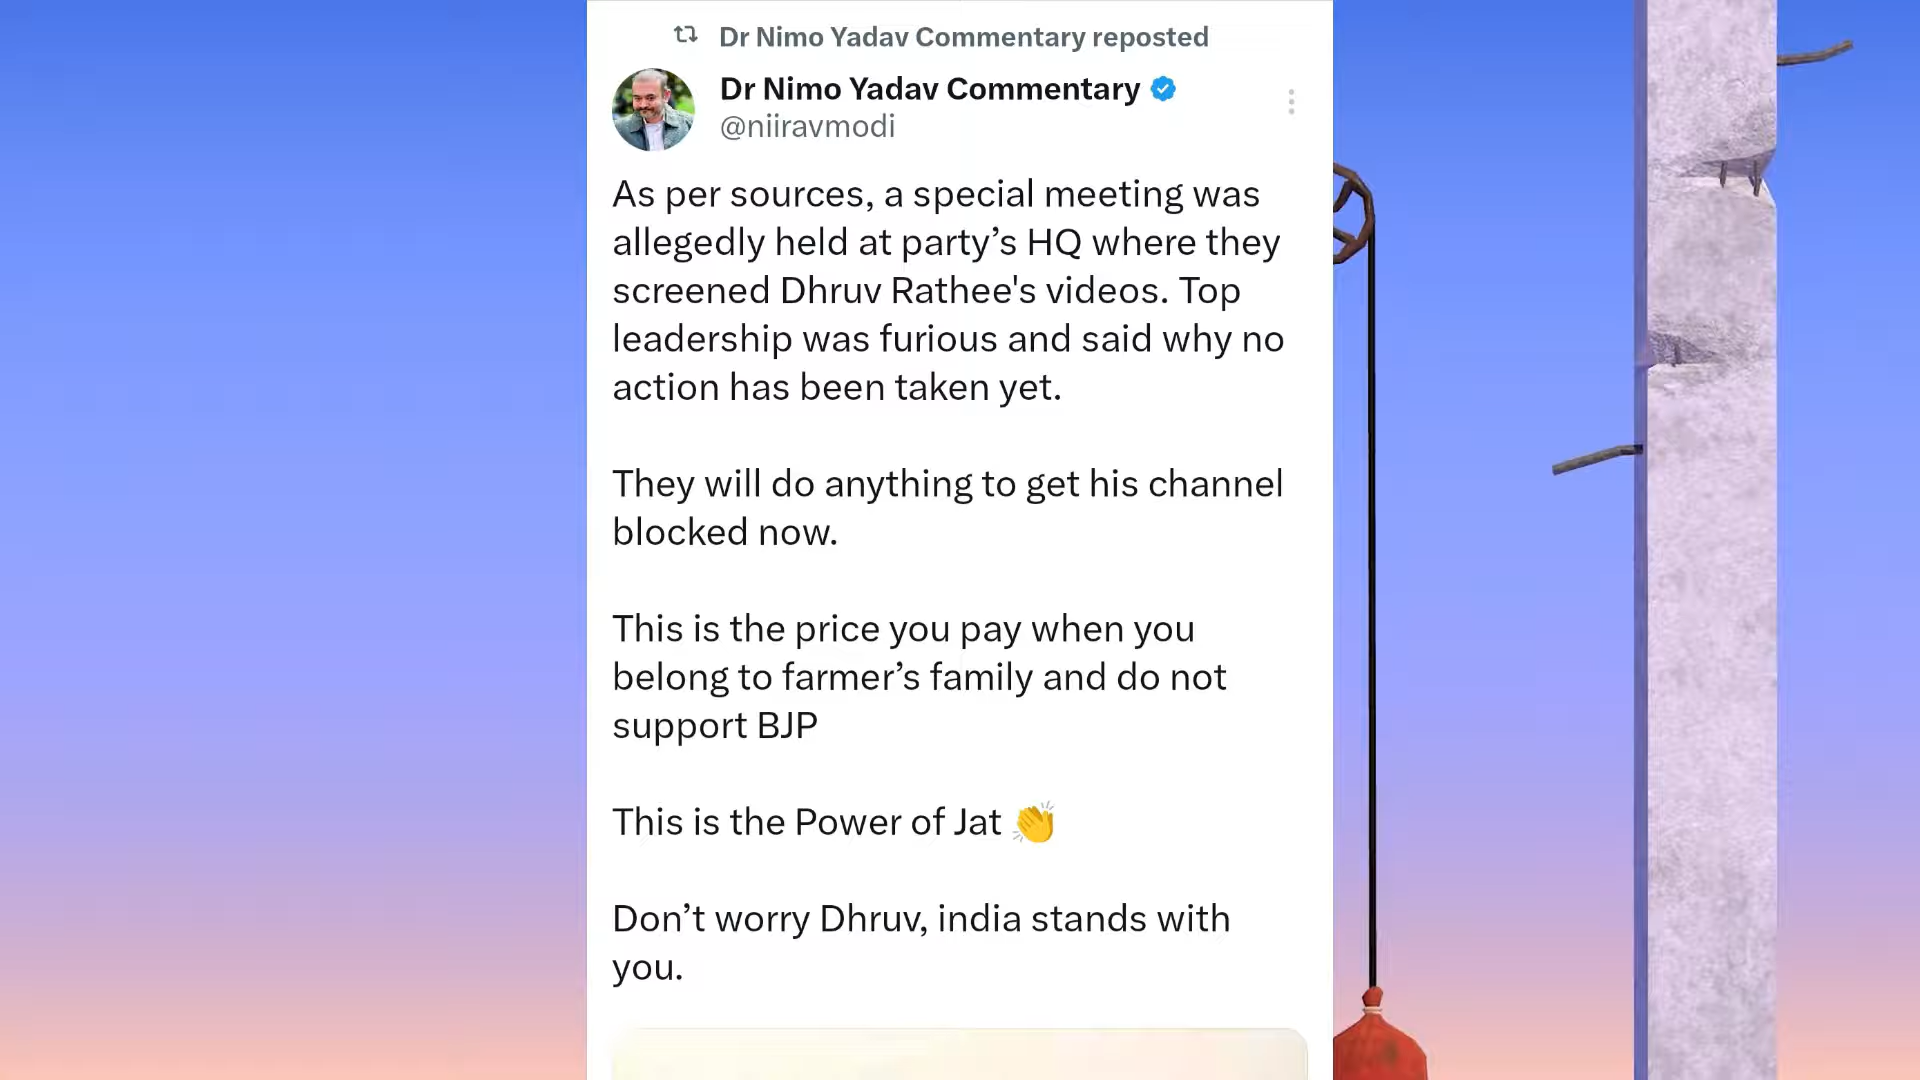 Dr Nimo Yadav Commentary reposted
Dr Nimo Yadav Commentary
@niiravmodi
As per sources, a special meeting was
allegedly held at party’s HQ where they
screened Dhruv Rathee's videos. Top
leadership was furious and said why no
action has been taken yet.
They will do anything to get his channel
blocked now.
This is the price you pay when you
belong to farmer’s family and do not
support BJP
This is the Power of Jat 👏
Don’t worry Dhruv, india stands with
you.